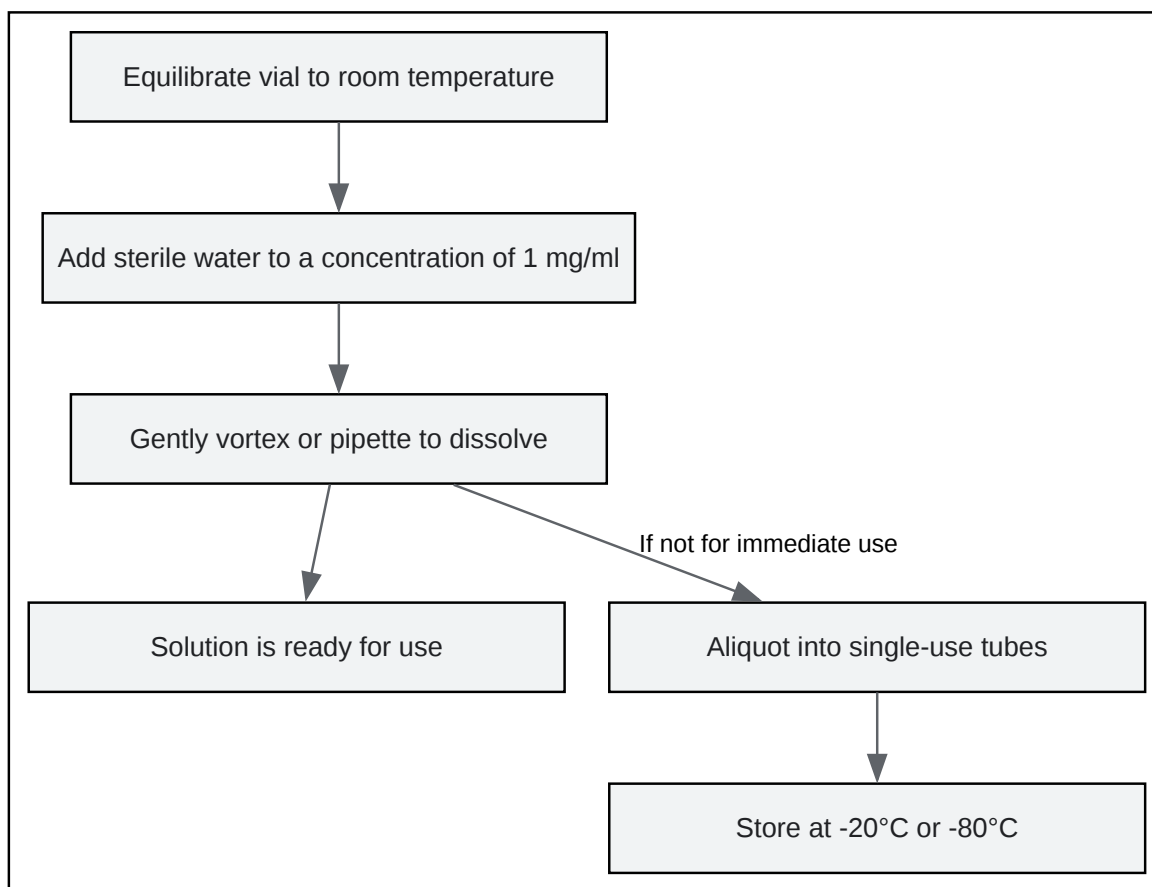 Equilibrate vial to room temperature
Add sterile water to a concentration of 1 mg/ml
Gently vortex or pipette to dissolve
If not for immediate use
Solution is ready for use
Aliquot into single-use tubes
Store at -20°C or -80°C